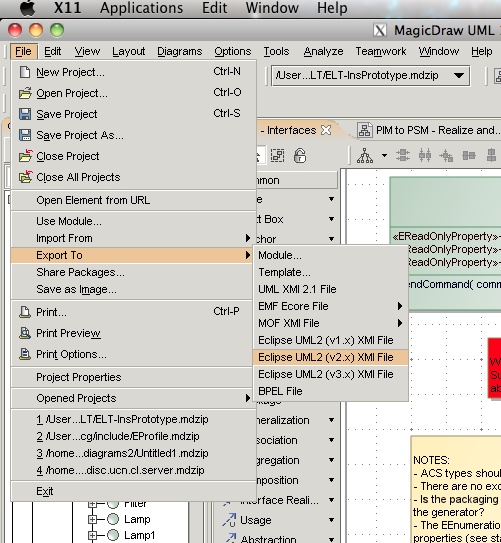 X11 Applications Edit Window Help
MagicDraw UML
File Edit View Layout Diagrams Options Tools Analyze Teamwork Window Help
New Project... Ctrl-N
/User...LT/ELT-InsPrototype.mdzip
Open Project... Ctrl-O
Save Project Ctrl-S
Save Project As...
- Interfaces
PIM to PSM - Realize and...
Close Project
Close All Projects
Open Element from URL
Use Module...
Import From
Export To
Share Packages...
Save as Image...
Print... Ctrl-P
Print Preview
Print Options...
Project Properties
Opened Projects
1 /User...LT/ELT-InsPrototype.mdzip
2 /User...cg/include/EProfile.mdzip
3 /home...diagrams2/Untitled1.mdzip
4 /home....disc.ucn.cl.server.mdzip
Exit
Module...
Template...
UML XMI 2.1 File
EMF Ecore File
MOF XMI File
Eclipse UML2 (v1.x) XMI File
Eclipse UML2 (v2.x) XMI File
Eclipse UML2 (v3.x) XMI File
BPEL File
mmon
xt Box
chor
ckage
neralization
sociation
gregation
mposition
Interface Reali...
Usage
Abstraction
Filter
Lamp
Lamp1
«EReadOnlyProperty»-
ReadOnlyProperty»-
ReadOnlyProperty»-
endCommand( comm
W
Su
ab
NOTES:
- ACS types shoul
- There are no exc
- Is the packaging
the generator?
- The EEnumeratio
properties (see sta